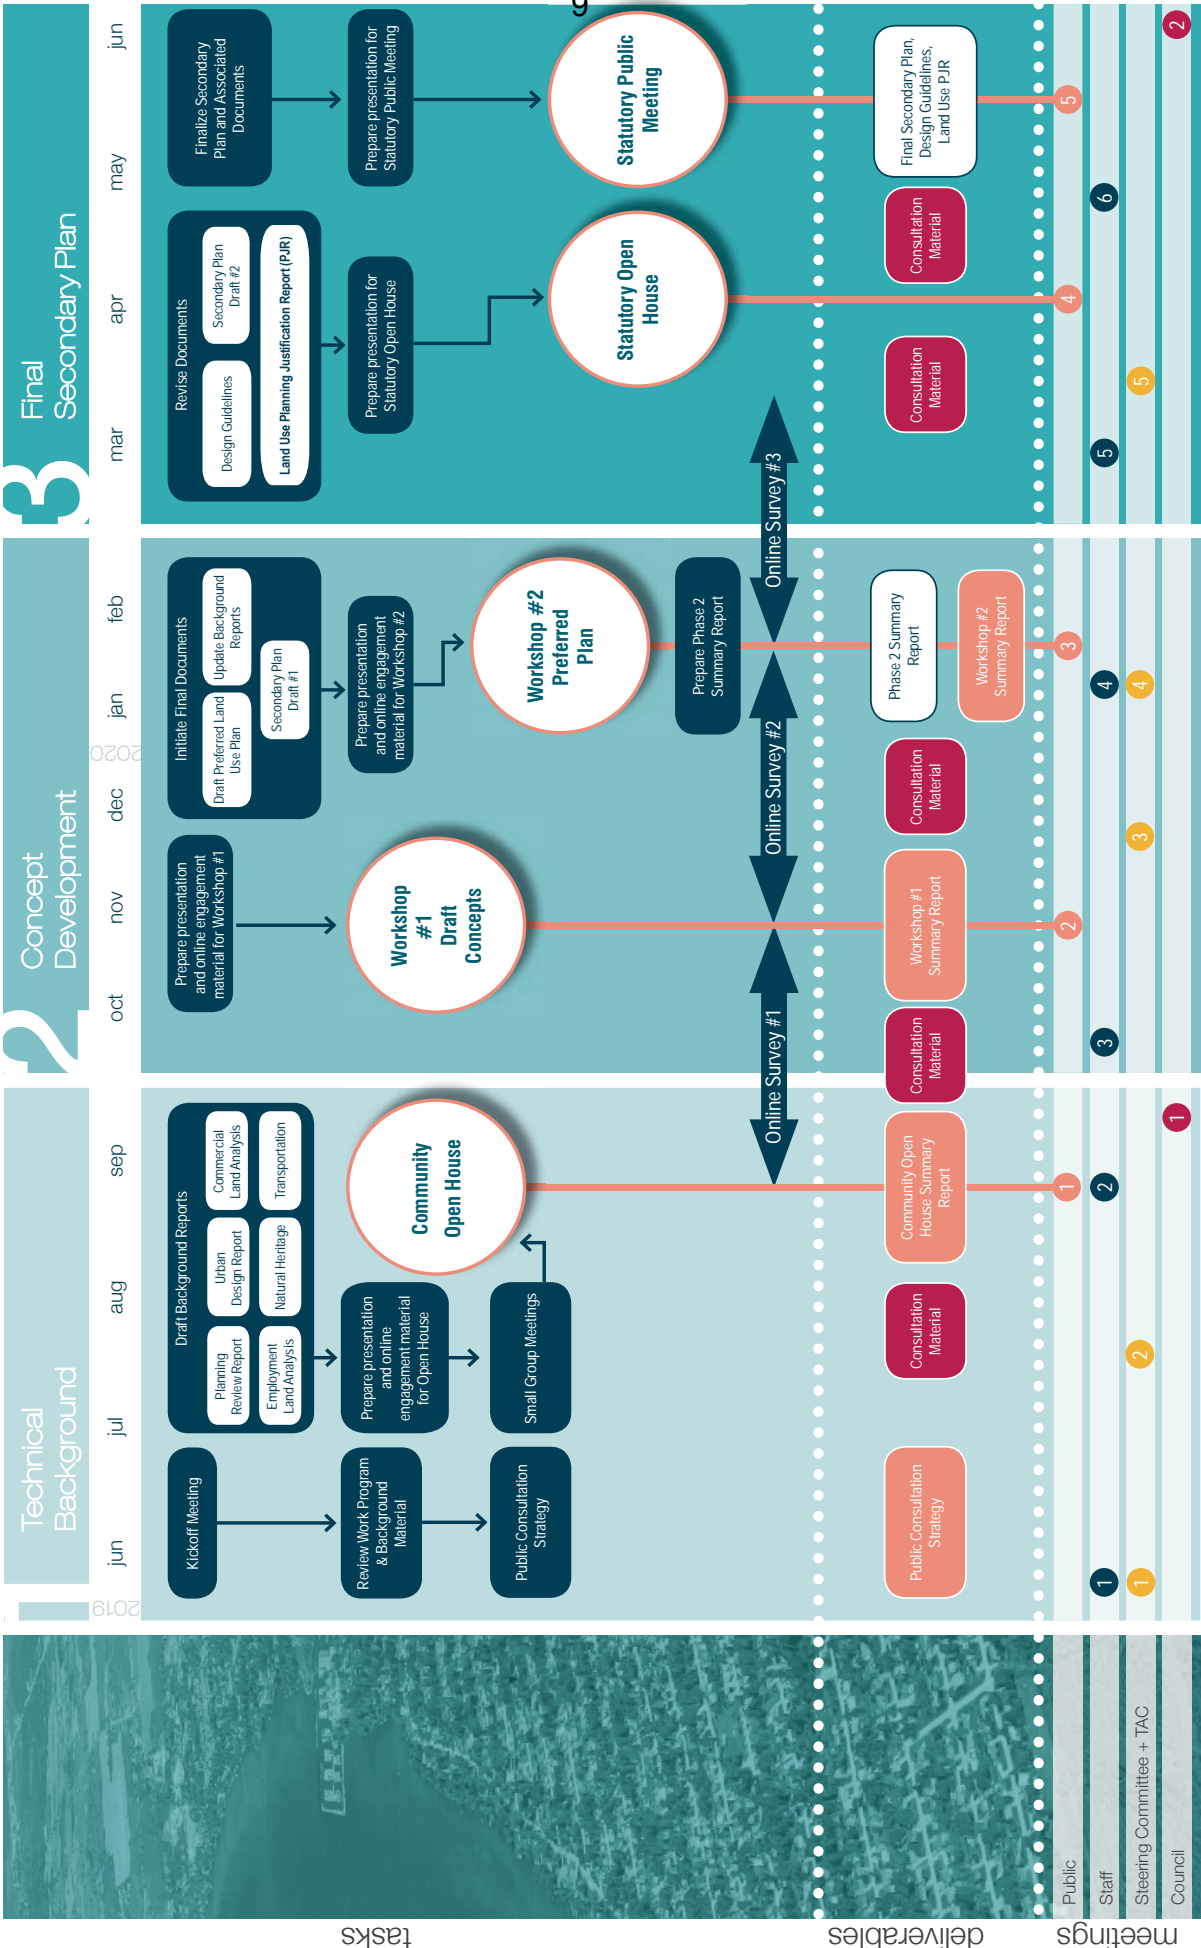 g
1
Technical
Background
2
Concept
Development
3
Final
Secondary Plan
2019
jun
jul
aug
sep
oct
nov
dec
2020
jan
feb
mar
apr
may
jun
tasks
Kickoff Meeting
Review Work Program
& Background
Material
Public Consultation
Strategy
Draft Background Reports
Planning
Review Report
Urban
Design Report
Commercial
Land Analysis
Employment
Land Analysis
Natural Heritage
Transportation
Prepare presentation
and online
engagement material
for Open House
Small Group Meetings
Community
Open House
Prepare presentation
and online engagement
material for Workshop #1
Workshop
#1
Draft
Concepts
Initiate Final Documents
Draft Preferred Land
Use Plan
Update Background
Reports
Secondary Plan
Draft #1
Prepare presentation
and online engagement
material for Workshop #2
Workshop #2
Preferred
Plan
Prepare Phase 2
Summary Report
Revise Documents
Design Guidelines
Secondary Plan
Draft #2
Land Use Planning Justification Report (PJR)
Prepare presentation for
Statutory Open House
Statutory Open
House
Finalize Secondary
Plan and Associated
Documents
Prepare presentation for
Statutory Public Meeting
Statutory Public
Meeting
Online Survey #1
Online Survey #2
Online Survey #3
deliverables
Public Consultation
Strategy
Consultation
Material
Community Open
House Summary
Report
Consultation
Material
Workshop #1
Summary Report
Consultation
Material
Phase 2 Summary
Report
Workshop #2
Summary Report
Consultation
Material
Consultation
Material
Final Secondary Plan,
Design Guidelines,
Land Use PJR
meetings
Public
1
2
3
4
5
Staff
1
2
3
4
5
6
Steering Committee + TAC
1
2
3
4
5
Council
1
2